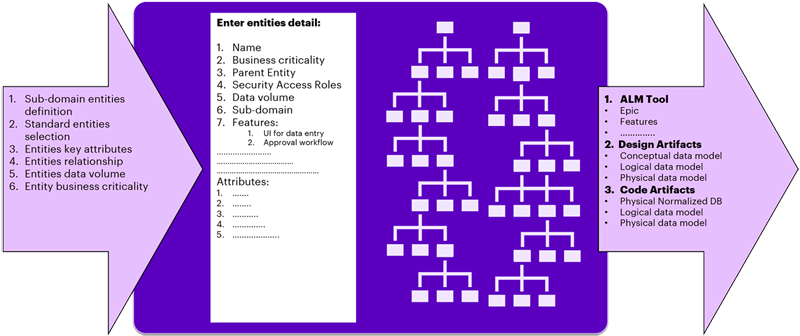 1. Sub-domain entities
definition
2. Standard entities
selection
3. Entities key attributes
4. Entities relationship
5. Entities data volume
6. Entity business criticality
Enter entities detail:
1. Name
2. Business criticality
3. Parent Entity
4. Security Access Roles
5. Data volume
6. Sub-domain
7. Features:
1. UI for data entry
2. Approval workflow
........................
..................................
.............................................
Attributes:
1. .......
2. ........
3. ...........
4. ..............
5. ....................
1. ALM Tool
• Epic
• Features
• ..............
2. Design Artifacts
• Conceptual data model
• Logical data model
• Physical data model
3. Code Artifacts
• Physical Normalized DB
• Logical data model
• Physical data model